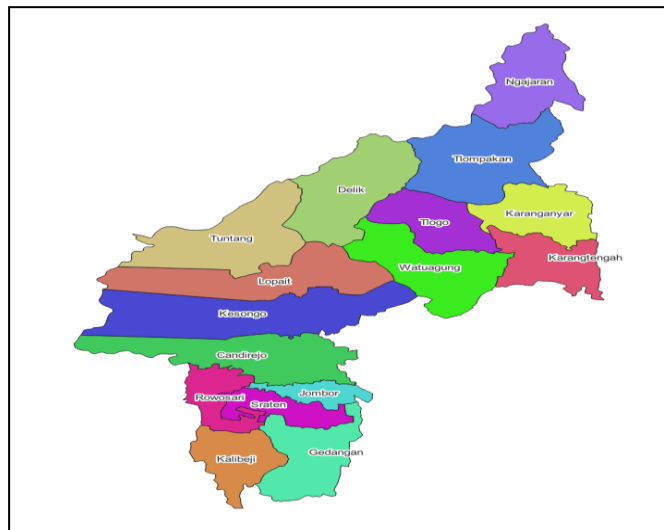 Ngajaran
Tlompakan
Delik
Karanganyar
Tlogo
Tuntang
Karangtengah
Watuagung
Lopait
Kesongo
Candirejo
Jombor
Rowosari
Sraten
Gedangan
Kalibeji